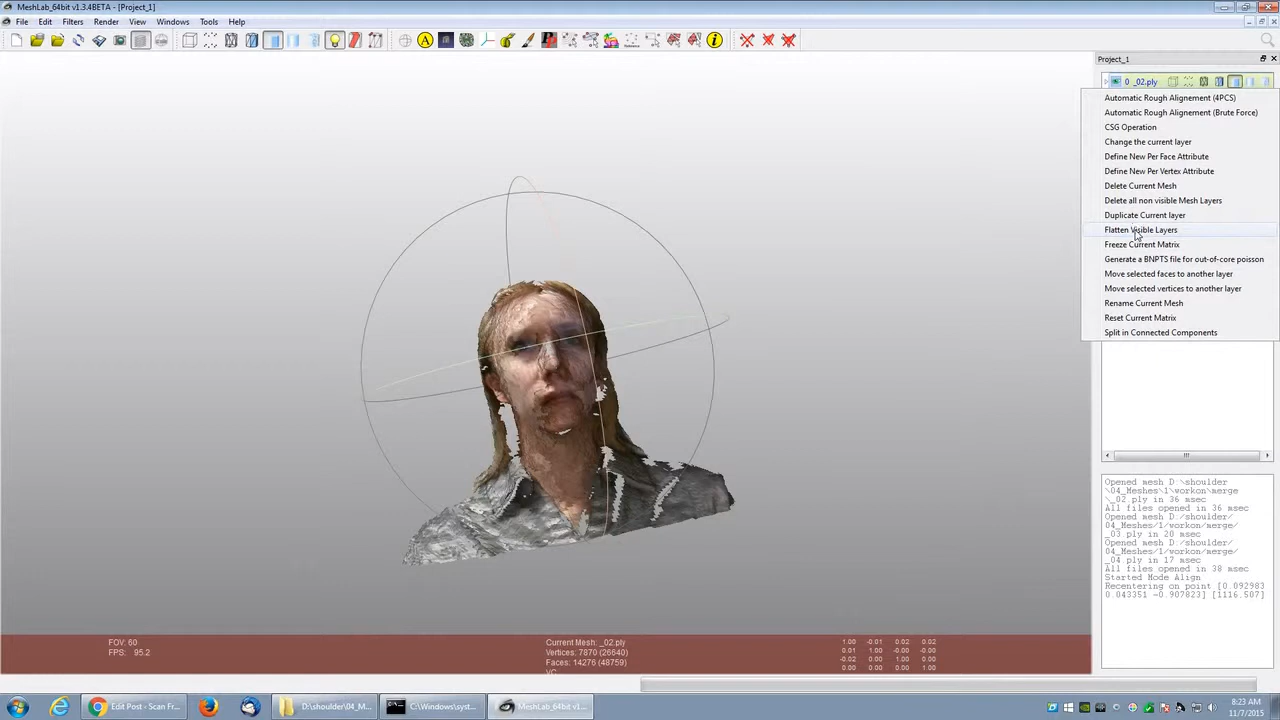 MeshLab_64bit v1.3.4BETA - [Project_1]
File Edit Filters Render View Windows Tools Help
Project_1
0 _02.ply
Automatic Rough Alignement (4PCS)
Automatic Rough Alignement (Brute Force)
CSG Operation
Change the current layer
Define New Per Face Attribute
Define New Per Vertex Attribute
Delete Current Mesh
Delete all non visible Mesh Layers
Duplicate Current layer
Flatten Visible Layers
Freeze Current Matrix
Generate a BNPTS file for out-of-core poisson
Move selected faces to another layer
Move selected vertices to another layer
Rename Current Mesh
Reset Current Matrix
Split in Connected Components
Opened mesh D:\shoulder
\04_Meshes\1\workon\merge
\_02.ply in 36 msec
All files opened in 36 msec
Opened mesh D:/shoulder/
04_Meshes/1/workon/merge/
_03.ply in 20 msec
Opened mesh D:/shoulder/
04_Meshes/1/workon/merge/
_04.ply in 17 msec
All files opened in 38 msec
Started Mode Align
Recentering on point [0.092983
0.043351 -0.907823] [1116.507]
FOV: 60
FPS: 95.2
Current Mesh: _02.ply
Vertices: 7870 (26640)
Faces: 14276 (48759)
VC
1.00 -0.01 0.02 0.02
0.01 1.00 -0.00 -0.00
-0.02 0.00 1.00 0.00
0.00 0.00 0.00 1.00
Edit Post - Scan Fr...
D:\shoulder\04_M...
C:\Windows\syst...
MeshLab_64bit v1...
8:23 AM
11/7/2015